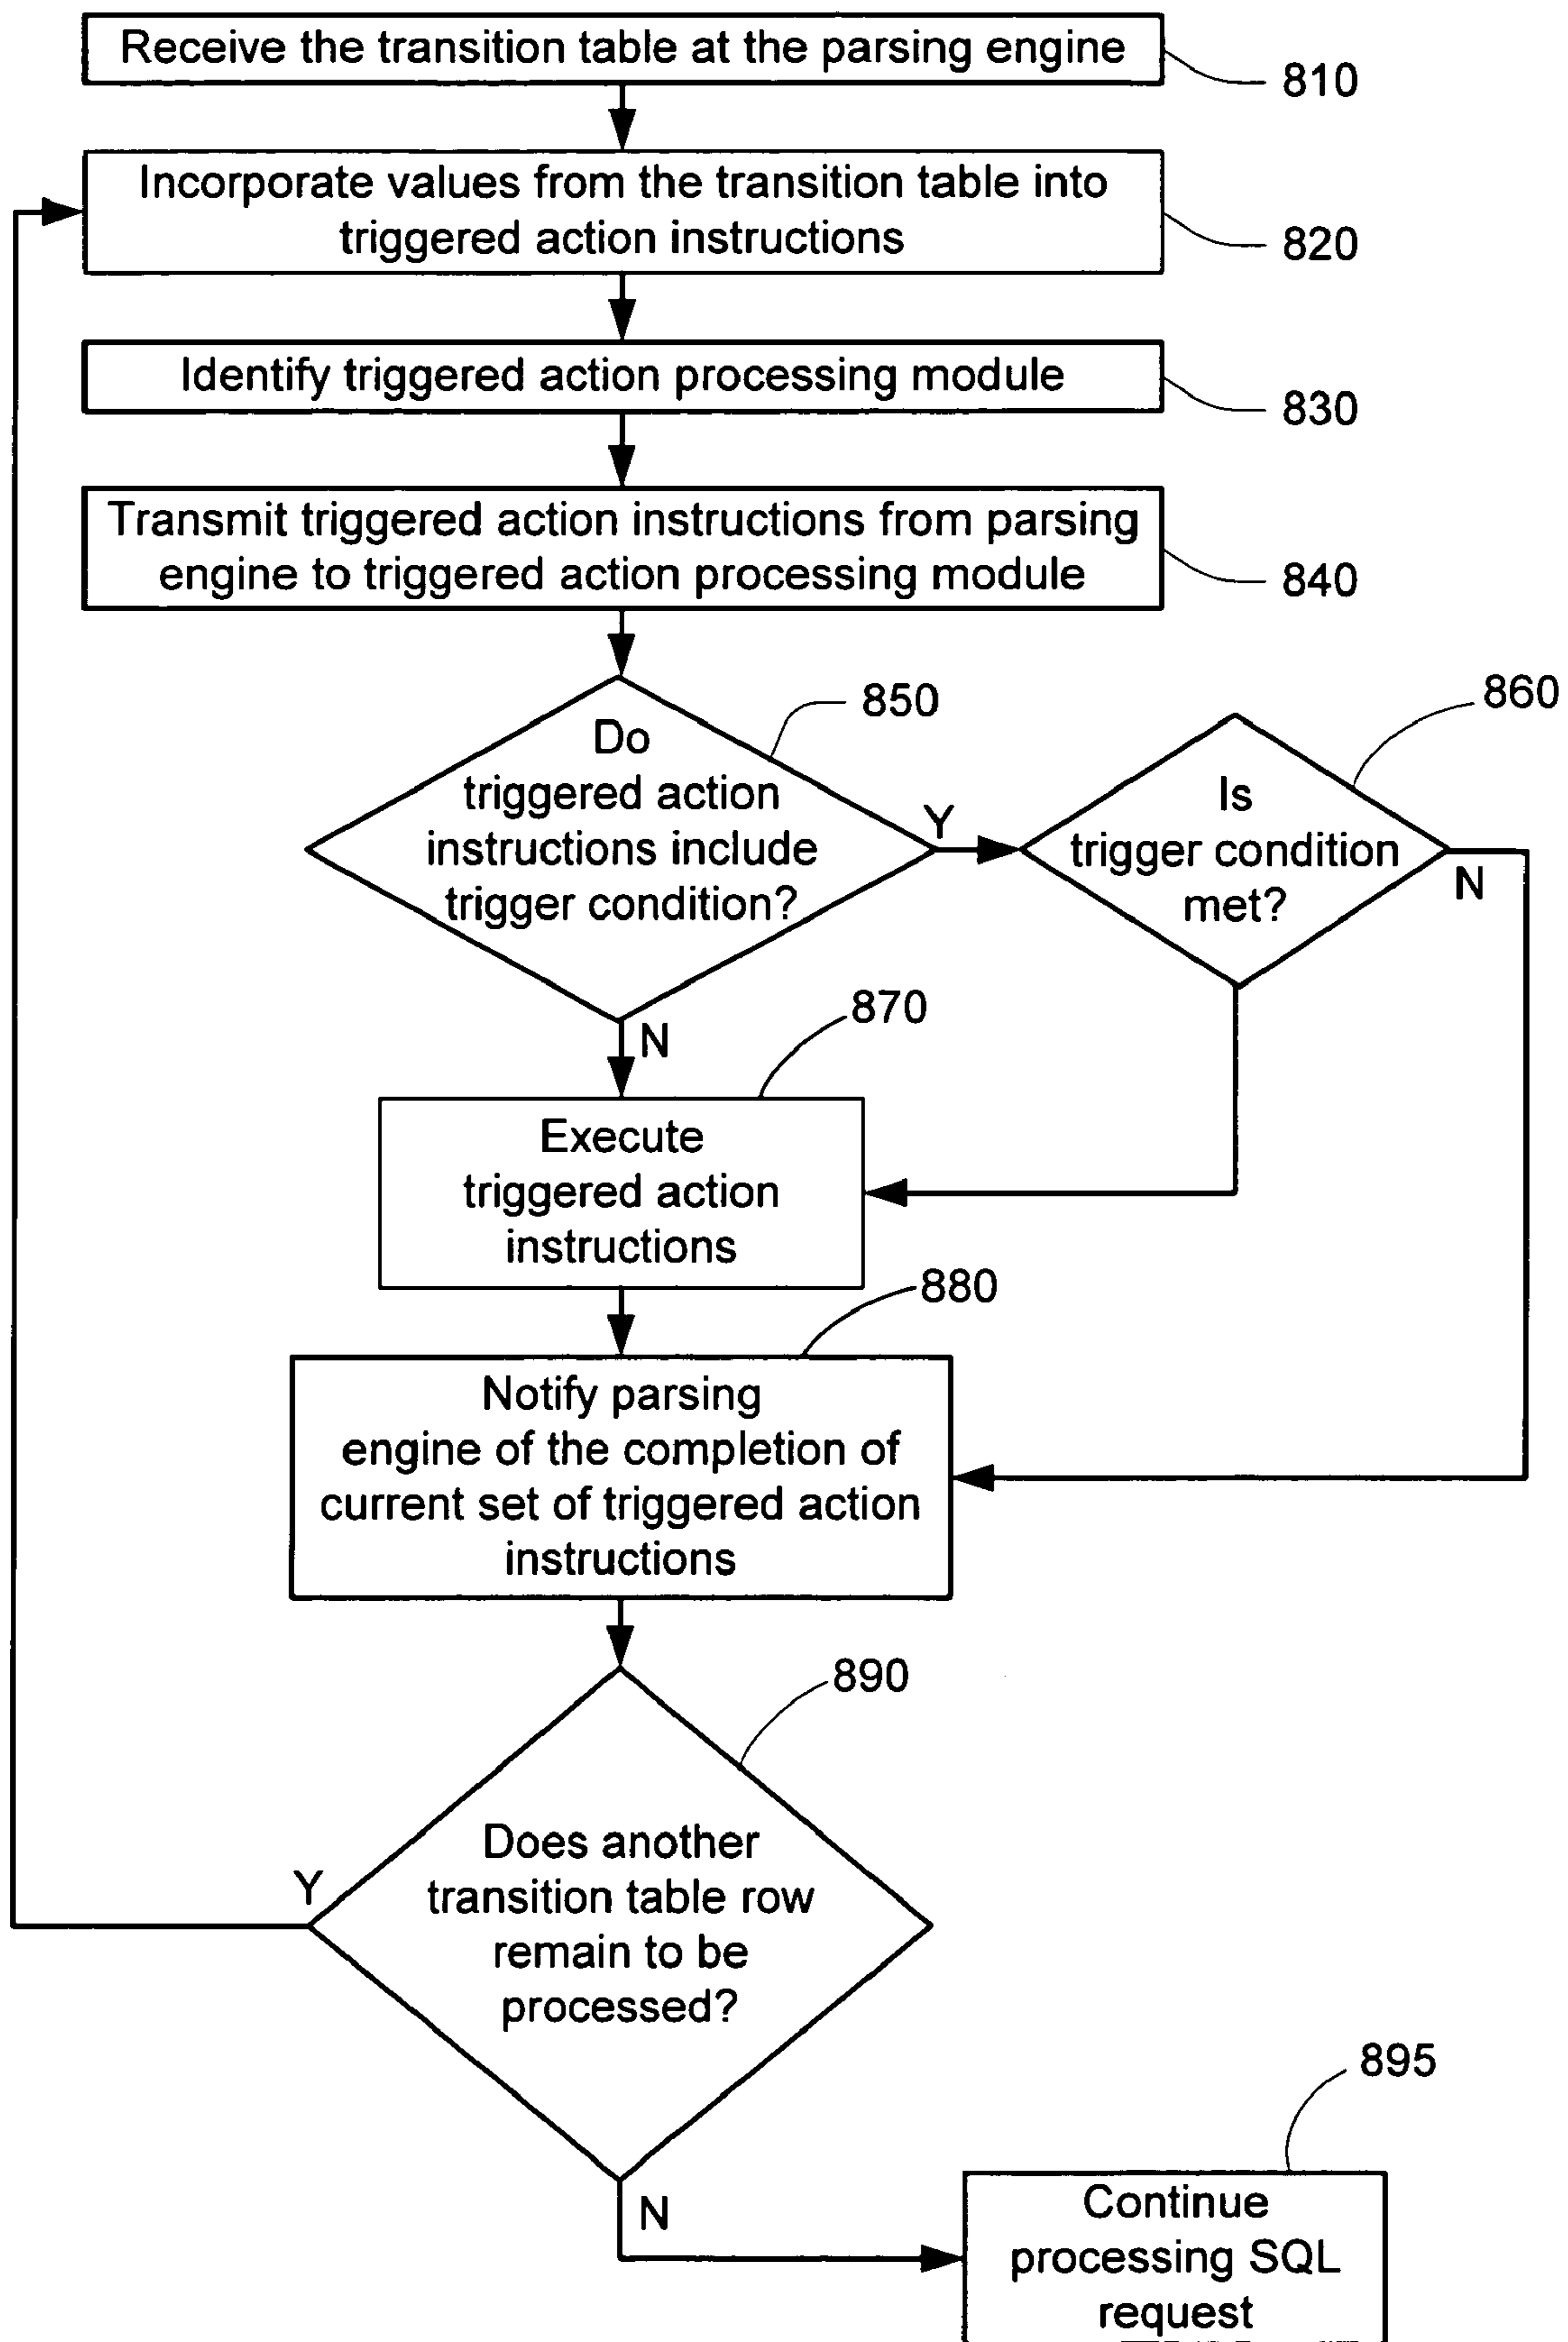 Receive the transition table at the parsing engine
810
Incorporate values from the transition table into
triggered action instructions
820
Identify triggered action processing module
830
Transmit triggered action instructions from parsing
engine to triggered action processing module
840
850
Do
triggered action
instructions include
trigger condition?
Y
860
Is
trigger condition
met?
N
N
870
Execute
triggered action
instructions
880
Notify parsing
engine of the completion of
current set of triggered action
instructions
890
Does another
transition table row
remain to be
processed?
Y
N
895
Continue
processing SQL
request